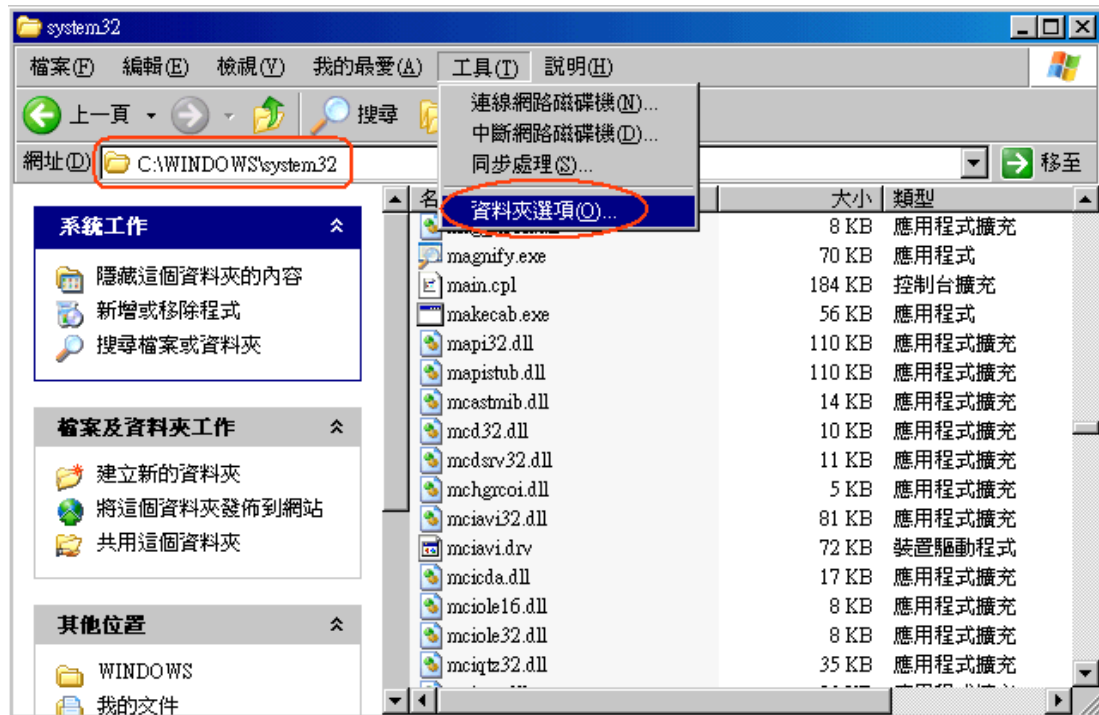 system32
檔案(F) 編輯(E) 檢視(V) 我的最愛(A) 工具(T) 說明(H)
上一頁 搜尋
連線網路磁碟機(N)...
中斷網路磁碟機(D)...
同步處理(S)...
資料夾選項(O)...
網址(D) C:\WINDOWS\system32 移至
系統工作
隱藏這個資料夾的內容
新增或移除程式
搜尋檔案或資料夾
檔案及資料夾工作
建立新的資料夾
將這個資料夾發佈到網站
共用這個資料夾
其他位置
WINDOWS
我的文件
名 大小 類型
8 KB 應用程式擴充
magnify.exe 70 KB 應用程式
main.cpl 184 KB 控制台擴充
makecab.exe 56 KB 應用程式
mapi32.dll 110 KB 應用程式擴充
mapistub.dll 110 KB 應用程式擴充
mcastmib.dll 14 KB 應用程式擴充
mcd32.dll 10 KB 應用程式擴充
mcdsrv32.dll 11 KB 應用程式擴充
mchgrcoi.dll 5 KB 應用程式擴充
mciavi32.dll 81 KB 應用程式擴充
mciavi.drv 72 KB 裝置驅動程式
mcicda.dll 17 KB 應用程式擴充
mciole16.dll 8 KB 應用程式擴充
mciole32.dll 8 KB 應用程式擴充
mciqtz32.dll 35 KB 應用程式擴充